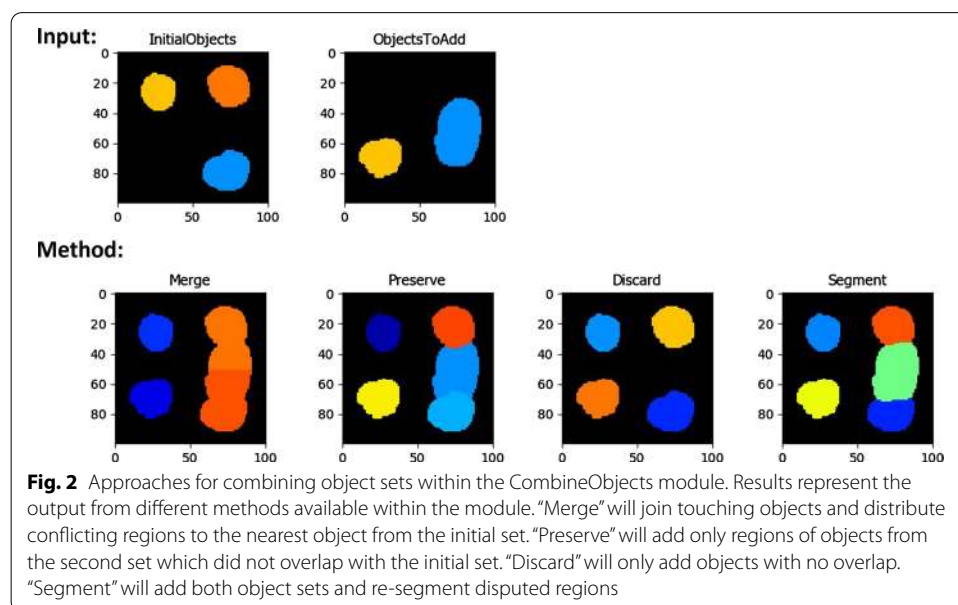 Input:
InitialObjects
ObjectsToAdd
0
20
40
60
80
0 50 100
0
20
40
60
80
0 50 100
Method:
Merge
Preserve
Discard
Segment
0
20
40
60
80
0 50 100
0
20
40
60
80
0 50 100
0
20
40
60
80
0 50 100
0
20
40
60
80
0 50 100
Fig. 2 Approaches for combining object sets within the CombineObjects module. Results represent the
output from different methods available within the module. “Merge” will join touching objects and distribute
conflicting regions to the nearest object from the initial set. “Preserve” will add only regions of objects from
the second set which did not overlap with the initial set. “Discard” will only add objects with no overlap.
“Segment” will add both object sets and re-segment disputed regions